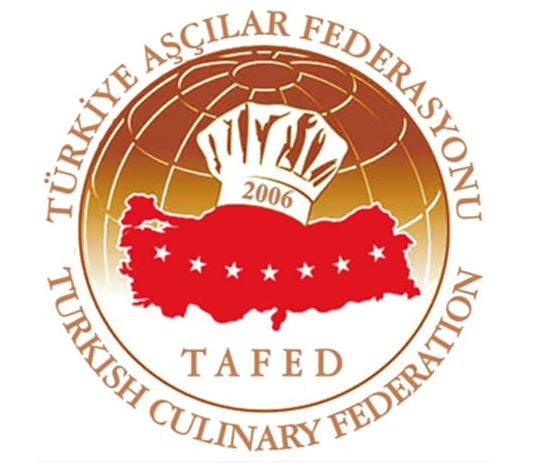 TÜRKİYE AŞÇILAR FEDERASYONU
2006
TAFED
TURKISH CULINARY FEDERATION